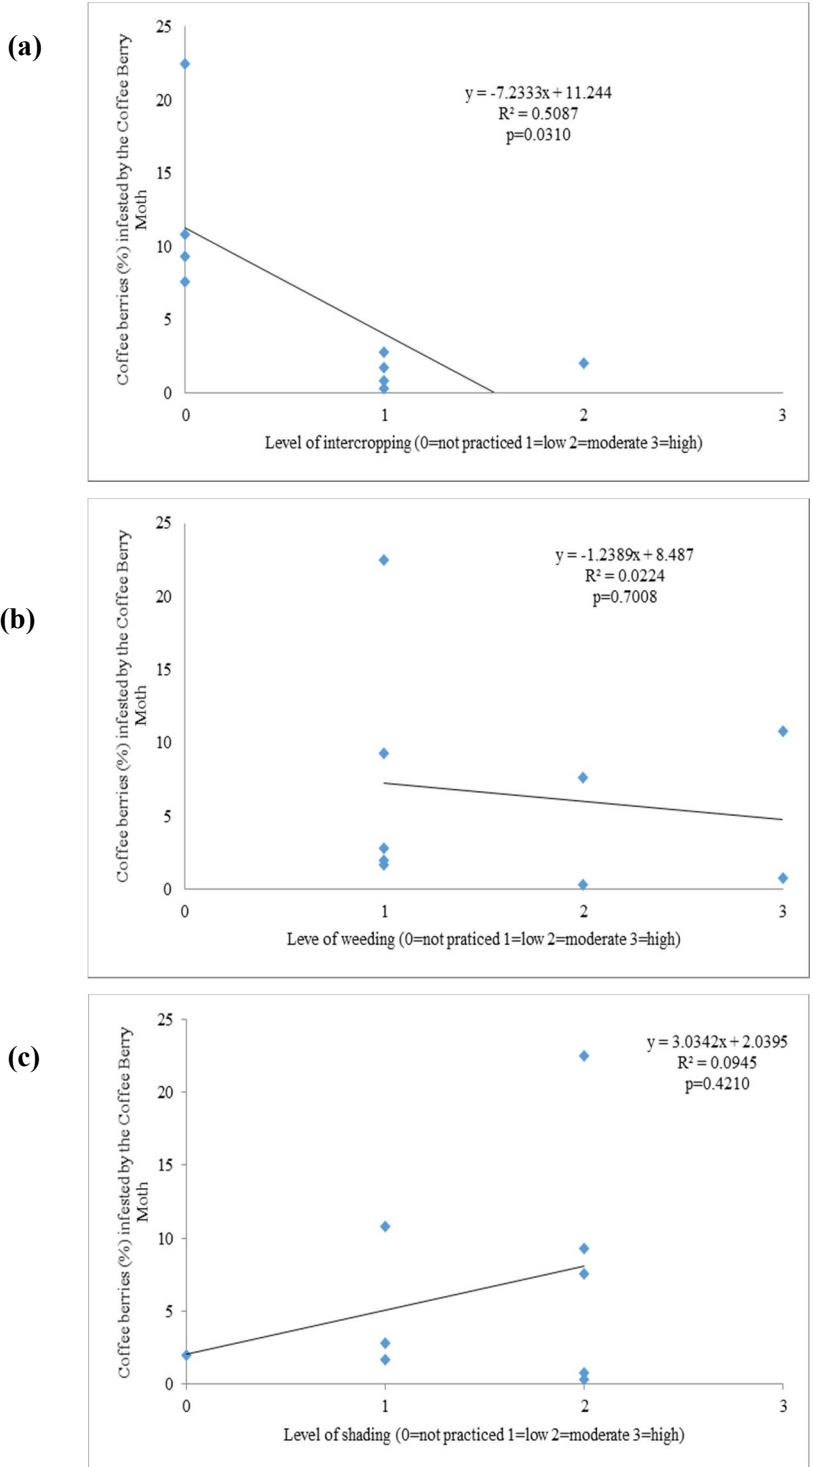 (a)
Coffee berries (%) infested by the Coffee Berry
Moth
25
20
15
10
5
0
y = -7.2333x + 11.244
R² = 0.5087
p=0.0310
0 1 2 3
Level of intercropping (0=not practiced 1=low 2=moderate 3=high)
(b)
Coffee berries (%) infested by the Coffee Berry
Moth
25
20
15
10
5
0
y = -1.2389x + 8.487
R² = 0.0224
p=0.7008
0 1 2 3
Leve of weeding (0=not praticed 1=low 2=moderate 3=high)
(c)
Coffee berries (%) infested by the Coffee Berry
Moth
25
20
15
10
5
0
y = 3.0342x + 2.0395
R² = 0.0945
p=0.4210
0 1 2 3
Level of shading (0=not practiced 1=low 2=moderate 3=high)